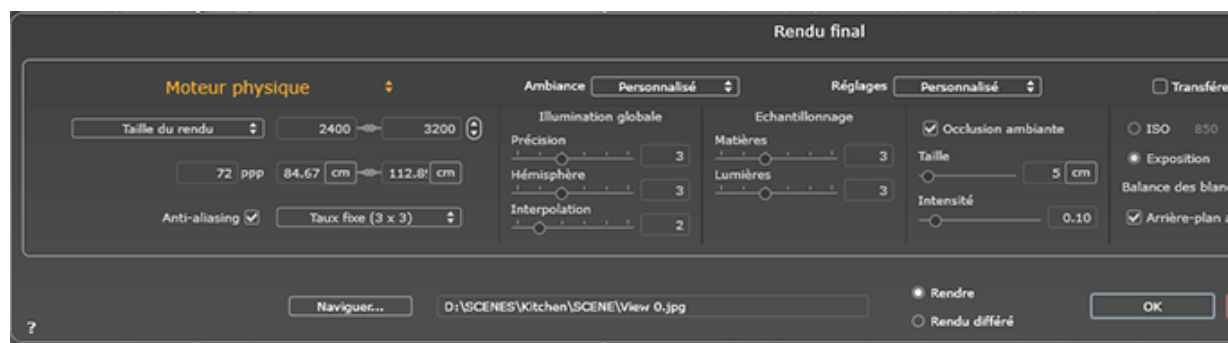 Rendu final
Moteur physique
Ambiance Personnalisé Réglages Personnalisé Transfére
Taille du rendu 2400 3200
Illumination globale Echantillonnage
Occlusion ambiante ISO 850
Précision 3 Matières 3
Taille 5 cm Exposition
72 ppp 84.67 cm 112.89 cm
Hémisphère 3 Lumières 3
Balance des blanc
Intensité 0.10
Anti-aliasing Taux fixe (3 x 3)
Interpolation 2
Arrière-plan a
Naviguer... D:\SCENES\Kitchen\SCENE\View 0.jpg
Rendre
Rendu différé
OK
?